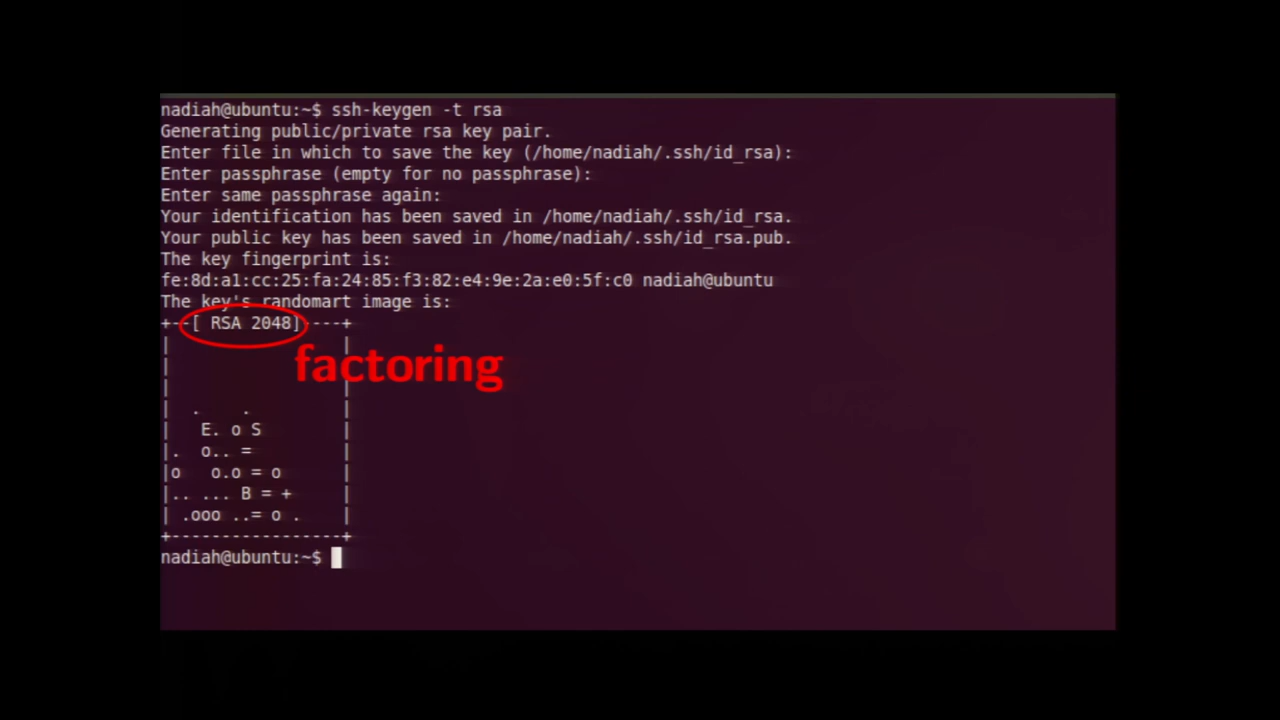 nadiah@ubuntu:~$ ssh-keygen -t rsa
Generating public/private rsa key pair.
Enter file in which to save the key (/home/nadiah/.ssh/id_rsa):
Enter passphrase (empty for no passphrase):
Enter same passphrase again:
Your identification has been saved in /home/nadiah/.ssh/id_rsa.
Your public key has been saved in /home/nadiah/.ssh/id_rsa.pub.
The key fingerprint is:
fe:8d:a1:cc:25:fa:24:85:f3:82:e4:9e:2a:e0:5f:c0 nadiah@ubuntu
The key's randomart image is:
+--[ RSA 2048]----+
|                 |
factoring
|                 |
|                 |
|  .    .         |
|   E. o S        |
|.  o.. =         |
|o   o.o = o      |
|.. ... B = +     |
| .ooo ..= o .    |
+-----------------+
nadiah@ubuntu:~$